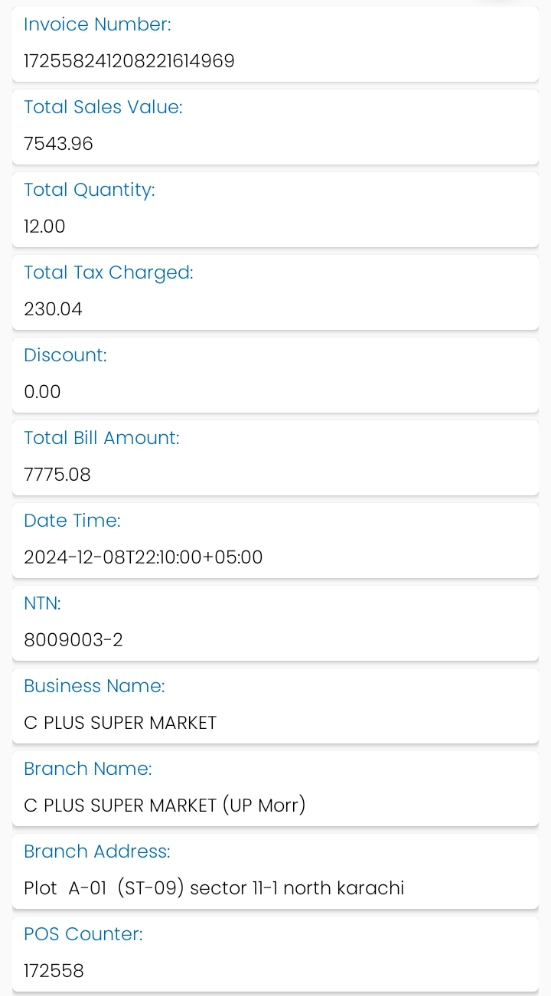 Invoice Number:
172558241208221614969
Total Sales Value:
7543.96
Total Quantity:
12.00
Total Tax Charged:
230.04
Discount:
0.00
Total Bill Amount:
7775.08
Date Time:
2024-12-08T22:10:00+05:00
NTN:
8009003-2
Business Name:
C PLUS SUPER MARKET
Branch Name:
C PLUS SUPER MARKET (UP Morr)
Branch Address:
Plot  A-01  (ST-09) sector 11-1 north karachi
POS Counter:
172558